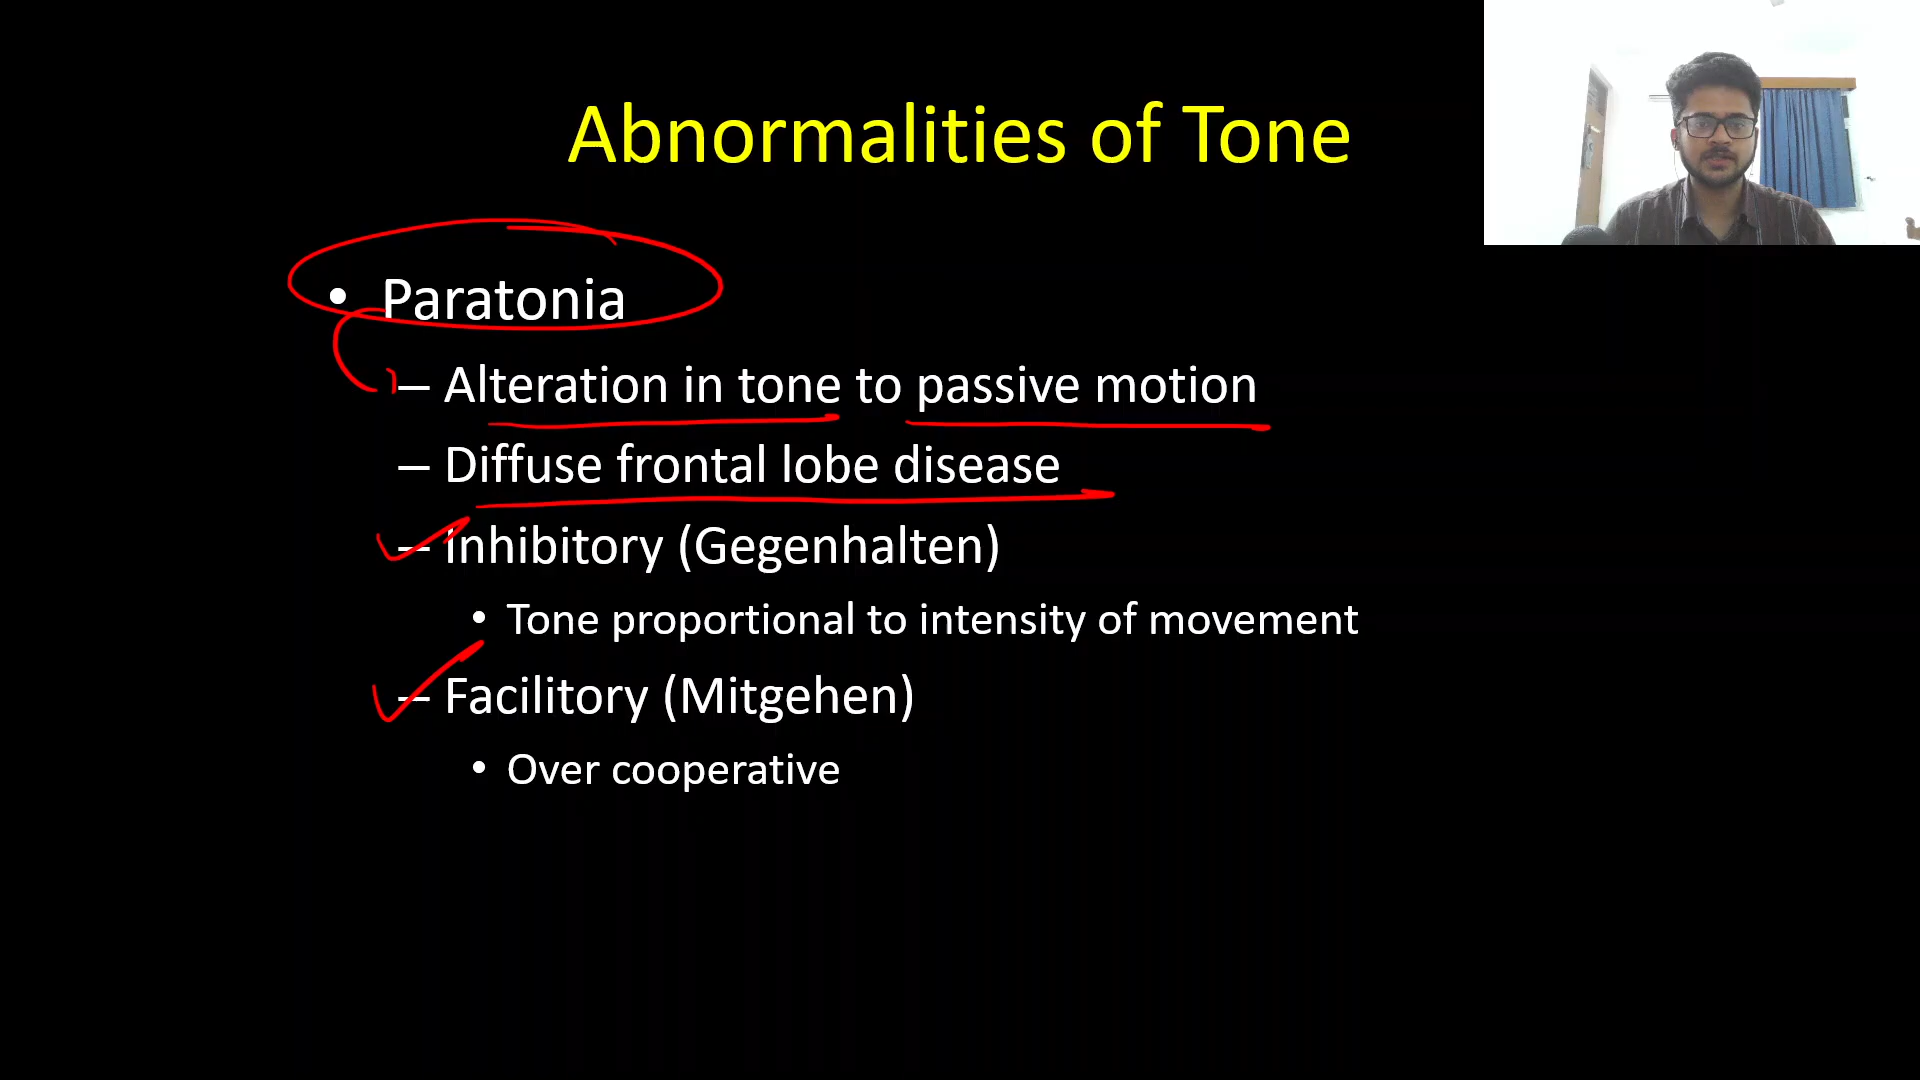 Abnormalities of Tone
• Paratonia
– Alteration in tone to passive motion
– Diffuse frontal lobe disease
– Inhibitory (Gegenhalten)
• Tone proportional to intensity of movement
– Facilitory (Mitgehen)
• Over cooperative